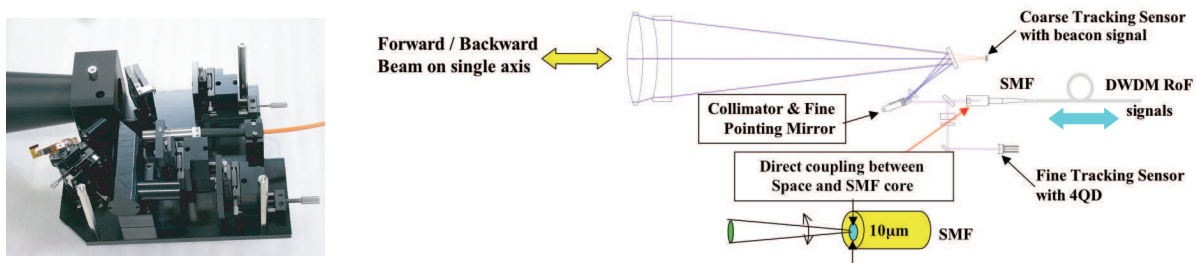 Forward / Backward
Beam on single axis
Coarse Tracking Sensor
with beacon signal
SMF
DWDM RoF
signals
Collimator & Fine
Pointing Mirror
Direct coupling between
Space and SMF core
Fine Tracking Sensor
with 4QD
10μm
SMF